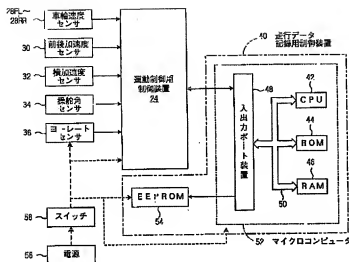 28FL～
28RR
車輪速度
センサ
30
前後加速度
センサ
32
横加速度
センサ
34
操舵角
センサ
36
ヨ-レート
センサ
運動制御用
制御装置
24
40
走行データ
記録用制御装置
入出力ポート装置
48
42
CPU
44
ROM
46
RAM
50
EEPROM
54
58
スイッチ
56
電源
52 マイクロコンピュータ